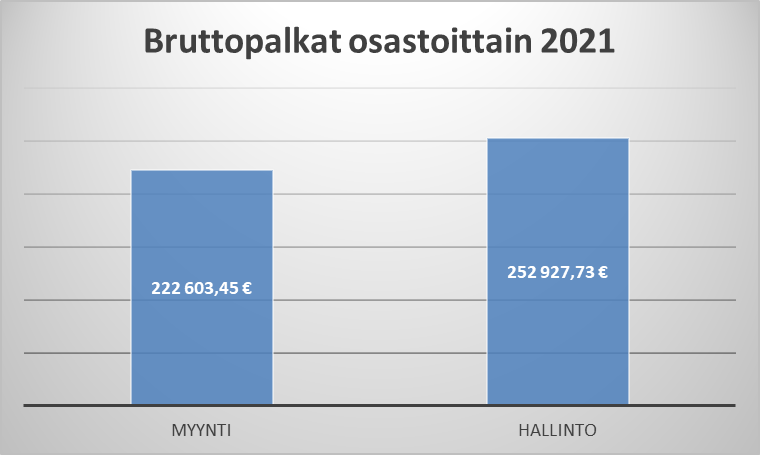 Bruttopalkat osastoittain 2021
222 603,45 €
252 927,73 €
MYYNTI
HALLINTO